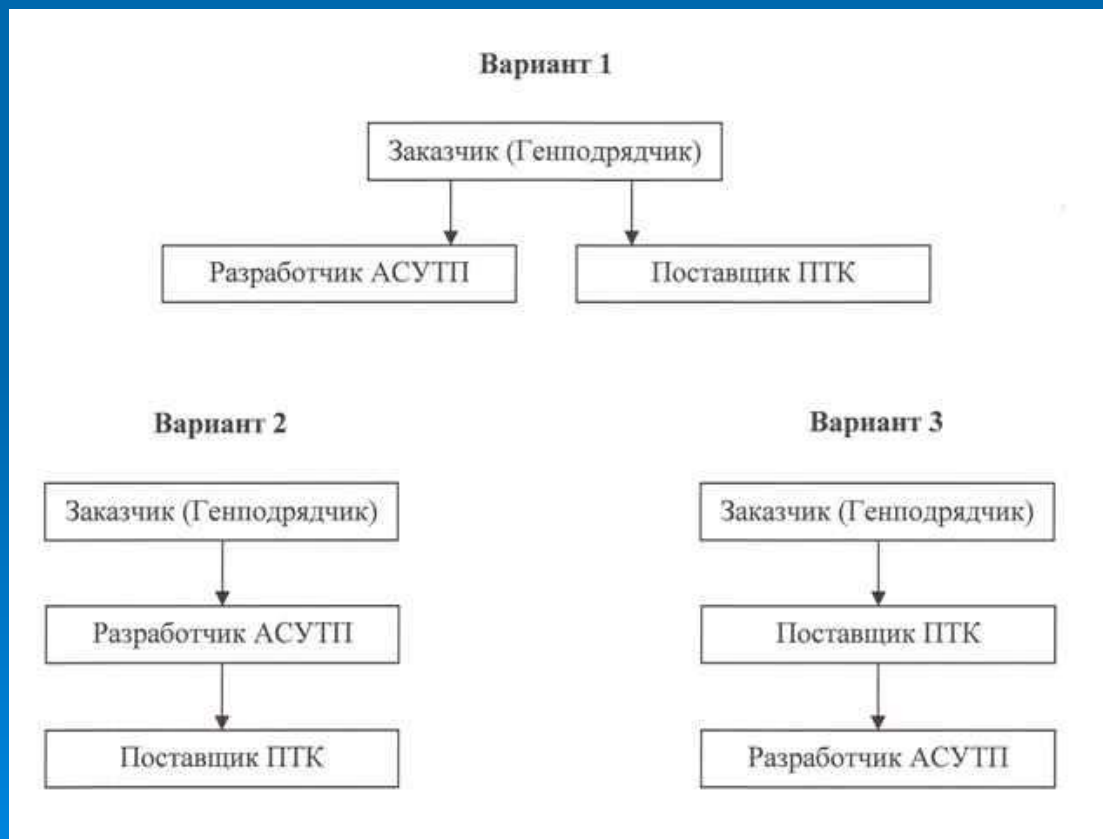 Вариант 1
Заказчик (Генподрядчик)
Разработчик АСУТП
Поставщик ПТК
Вариант 2
Заказчик (Генподрядчик)
Разработчик АСУТП
Поставщик ПТК
Вариант 3
Заказчик (Генподрядчик)
Поставщик ПТК
Разработчик АСУТП